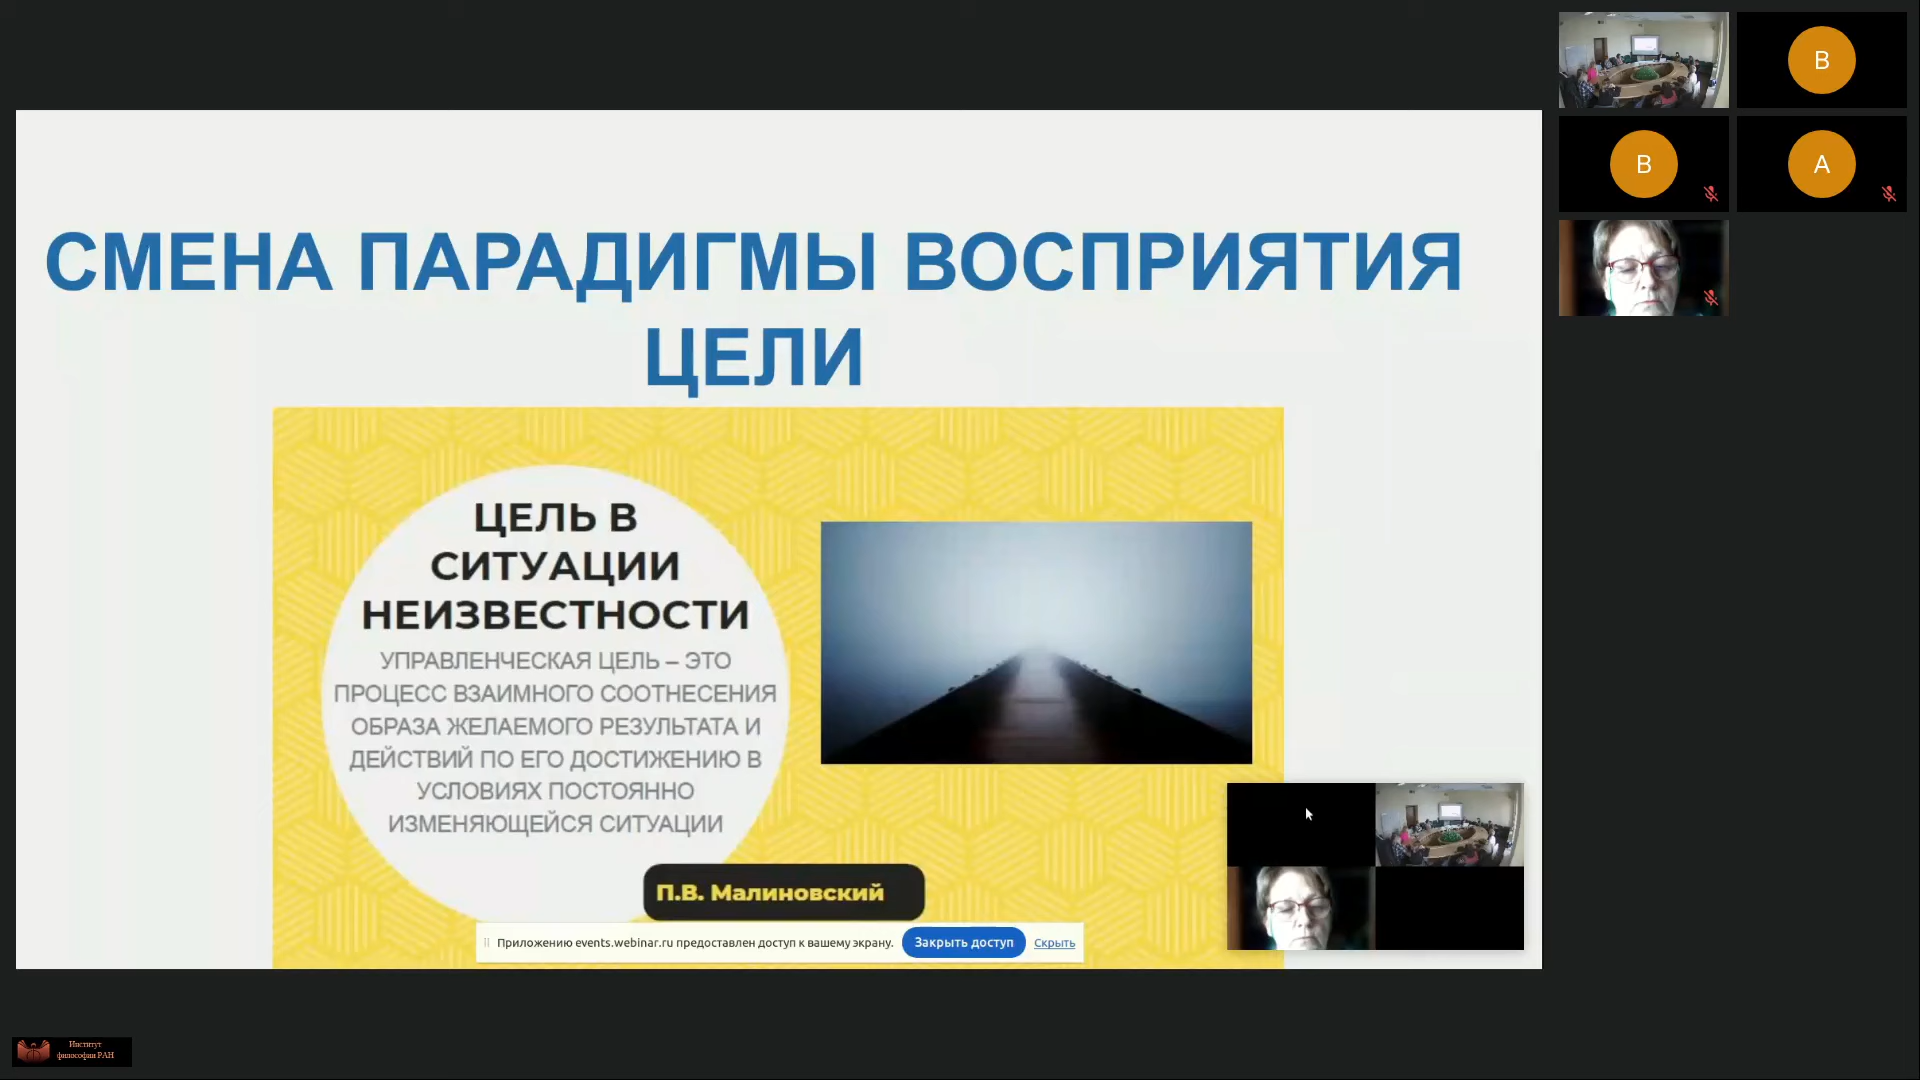 СМЕНА ПАРАДИГМЫ ВОСПРИЯТИЯ
ЦЕЛИ
ЦЕЛЬ В
СИТУАЦИИ
НЕИЗВЕСТНОСТИ
УПРАВЛЕНЧЕСКАЯ ЦЕЛЬ – ЭТО
ПРОЦЕСС ВЗАИМНОГО СООТНЕСЕНИЯ
ОБРАЗА ЖЕЛАЕМОГО РЕЗУЛЬТАТА И
ДЕЙСТВИЙ ПО ЕГО ДОСТИЖЕНИЮ В
УСЛОВИЯХ ПОСТОЯННО
ИЗМЕНЯЮЩЕЙСЯ СИТУАЦИИ
П.В. Малиновский
Приложению events.webinar.ru предоставлен доступ к вашему экрану. Закрыть доступ Скрыть
B
B
A
Институт
философии РАН